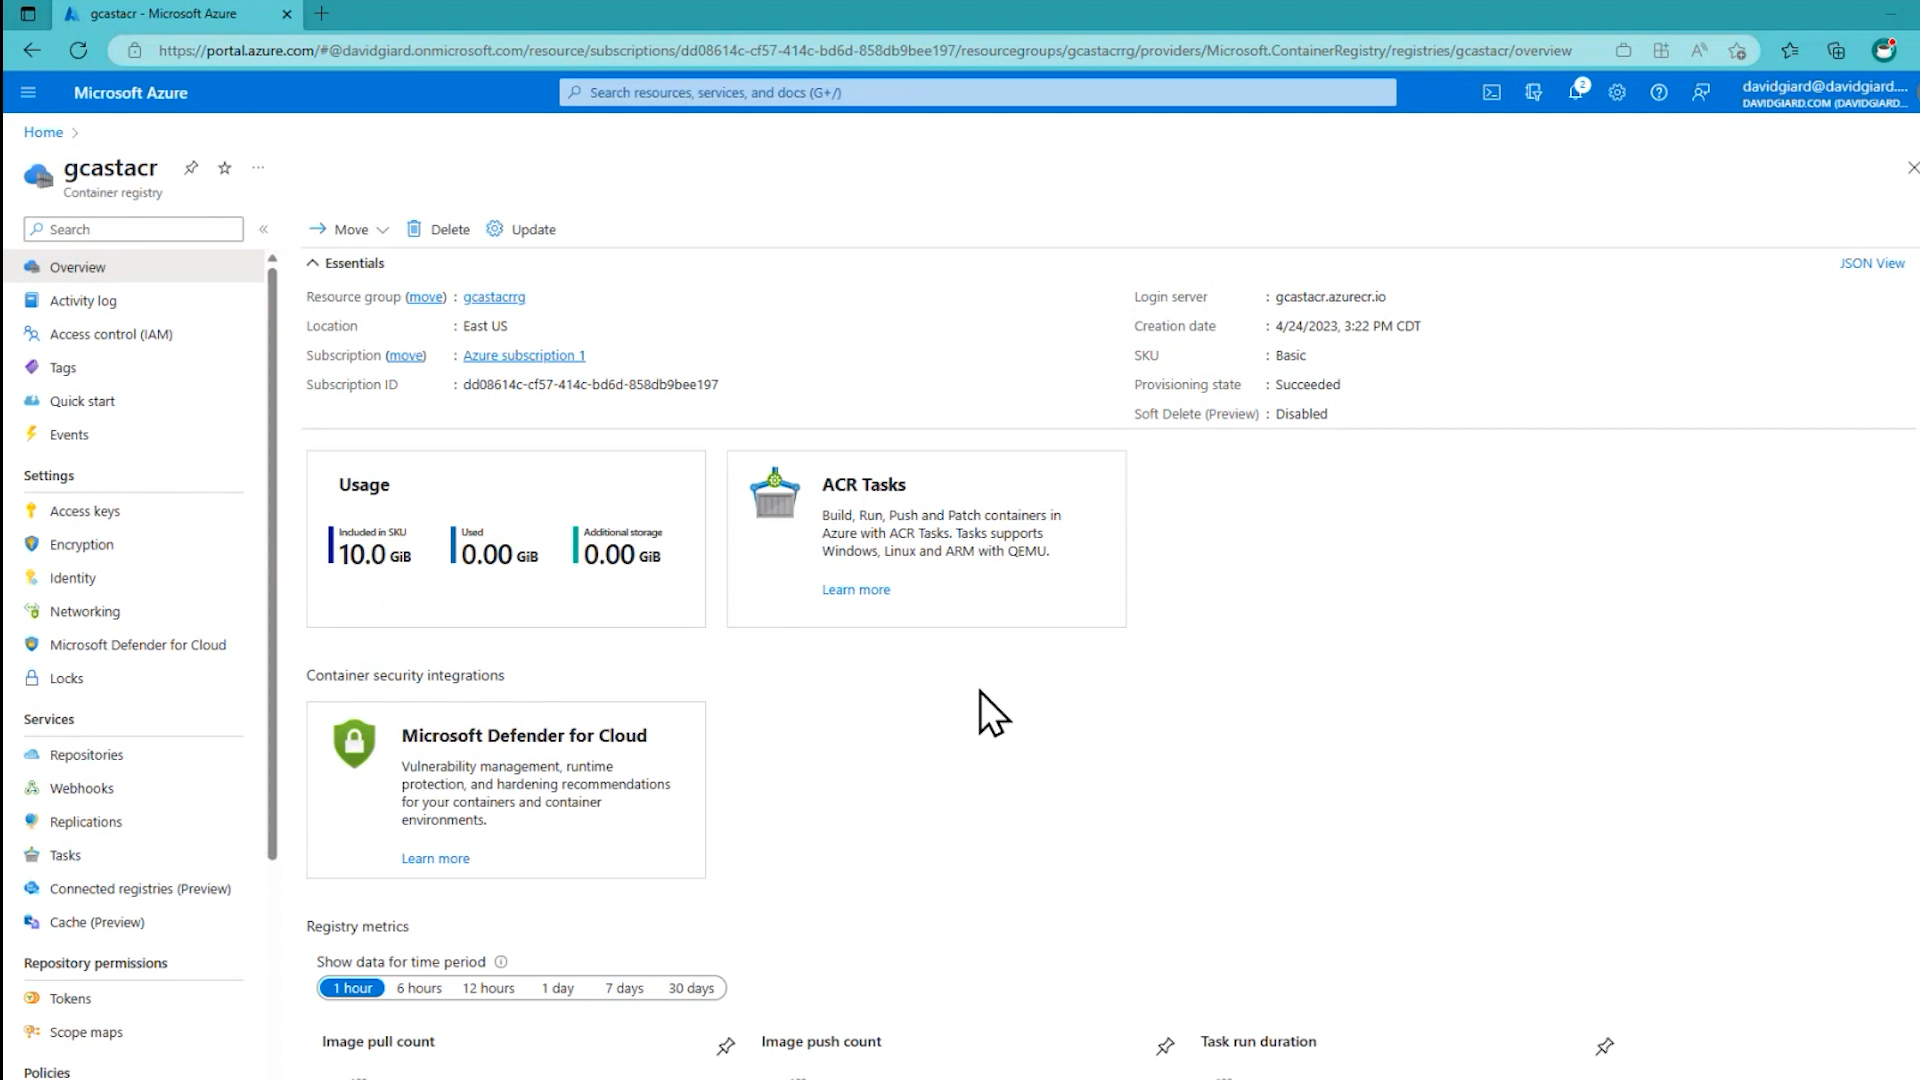 gcastacr - Microsoft Azure
https://portal.azure.com/#@davidgiard.onmicrosoft.com/resource/subscriptions/dd08614c-cf57-414c-bd6d-858db9bee197/resourcegroups/gcastacrrg/providers/Microsoft.ContainerRegistry/registries/gcastacr/overview
Microsoft Azure
Search resources, services, and docs (G+/)
2
davidgiard@davidgiard....
DAVIDGIARD.COM (DAVIDGIARD...
Home
gcastacr
Container registry
Search
Move
Delete
Update
Overview
Activity log
Access control (IAM)
Tags
Quick start
Events
Settings
Access keys
Encryption
Identity
Networking
Microsoft Defender for Cloud
Locks
Services
Repositories
Webhooks
Replications
Tasks
Connected registries (Preview)
Cache (Preview)
Repository permissions
Tokens
Scope maps
Policies
Essentials
JSON View
Resource group (move) : gcastacrrg
Location : East US
Subscription (move) : Azure subscription 1
Subscription ID : dd08614c-cf57-414c-bd6d-858db9bee197
Login server : gcastacr.azurecr.io
Creation date : 4/24/2023, 3:22 PM CDT
SKU : Basic
Provisioning state : Succeeded
Soft Delete (Preview) : Disabled
Usage
Included in SKU
10.0 GiB
Used
0.00 GiB
Additional storage
0.00 GiB
ACR Tasks
Build, Run, Push and Patch containers in
Azure with ACR Tasks. Tasks supports
Windows, Linux and ARM with QEMU.
Learn more
Container security integrations
Microsoft Defender for Cloud
Vulnerability management, runtime
protection, and hardening recommendations
for your containers and container
environments.
Learn more
Registry metrics
Show data for time period
1 hour 6 hours 12 hours 1 day 7 days 30 days
Image pull count
Image push count
Task run duration